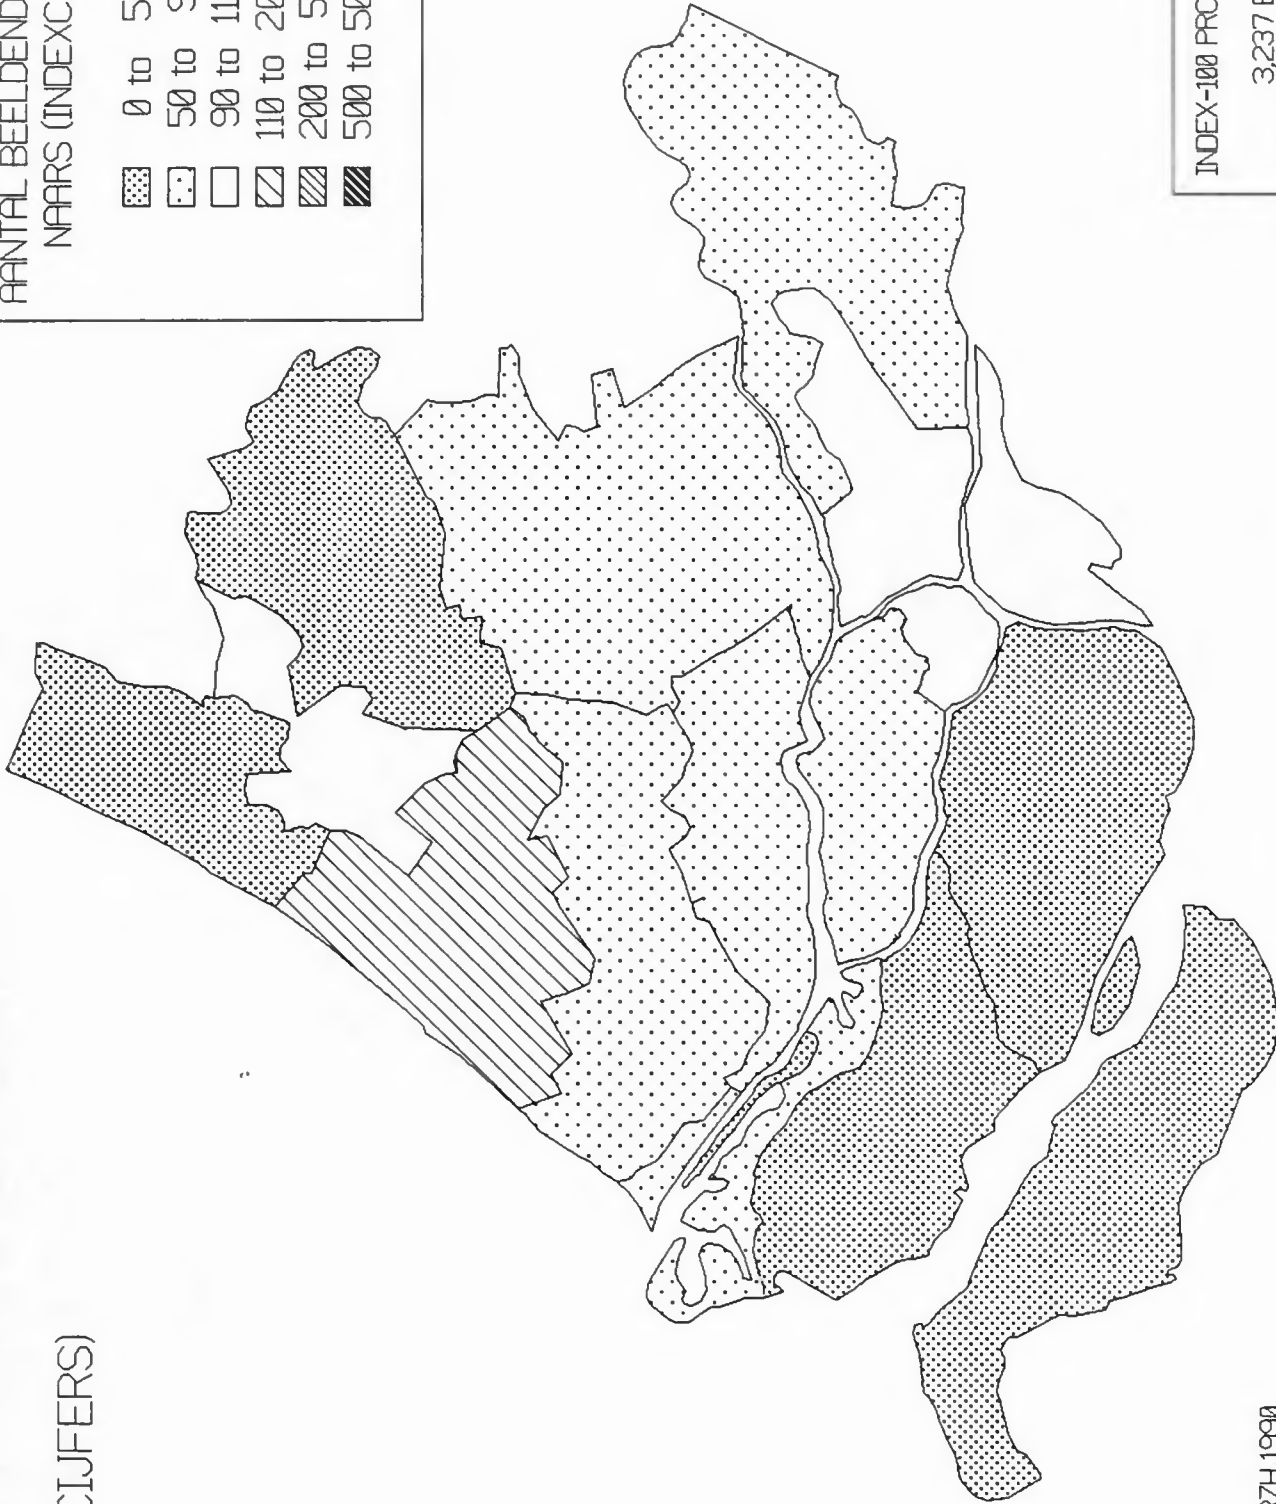 CIJFERS)
AANTAL BEELDEND
NAARS (INDEXC
0 to 5
50 to 9
90 to 11
110 to 20
200 to 5
500 to 50
INDEX-100 PRO
3,237 B
97H 1990